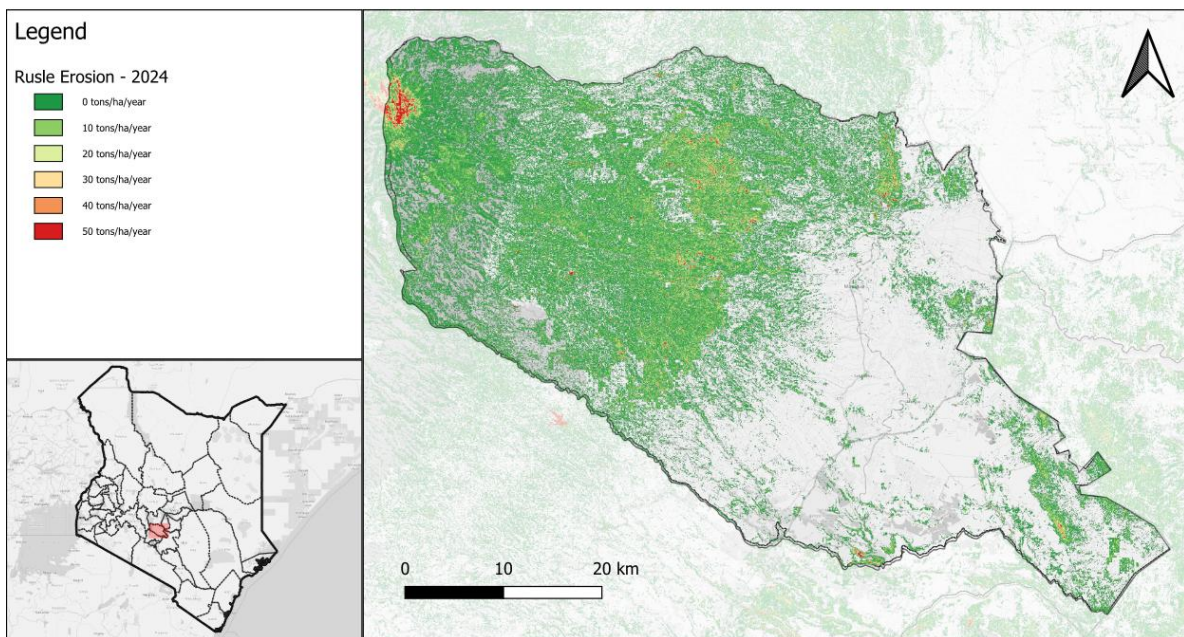 Legend
Rusle Erosion - 2024
0 tons/ha/year
10 tons/ha/year
20 tons/ha/year
30 tons/ha/year
40 tons/ha/year
50 tons/ha/year
0 10 20 km